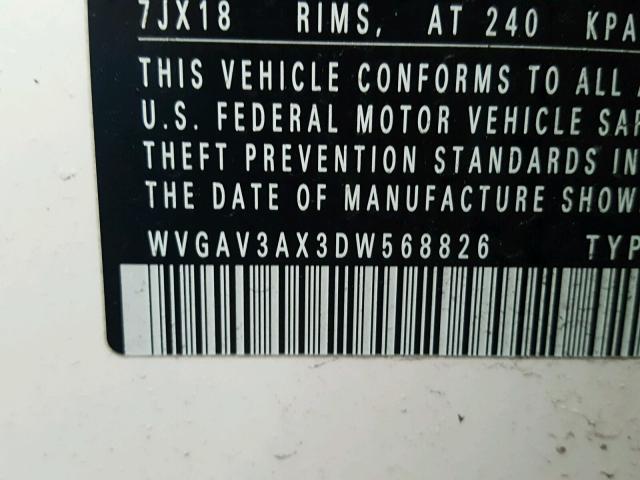 7JX18 RIMS, AT 240 KPA
THIS VEHICLE CONFORMS TO ALL
U.S. FEDERAL MOTOR VEHICLE SAF
THEFT PREVENTION STANDARDS IN
THE DATE OF MANUFACTURE SHOW
WVGAV3AX3DW568826 TYP